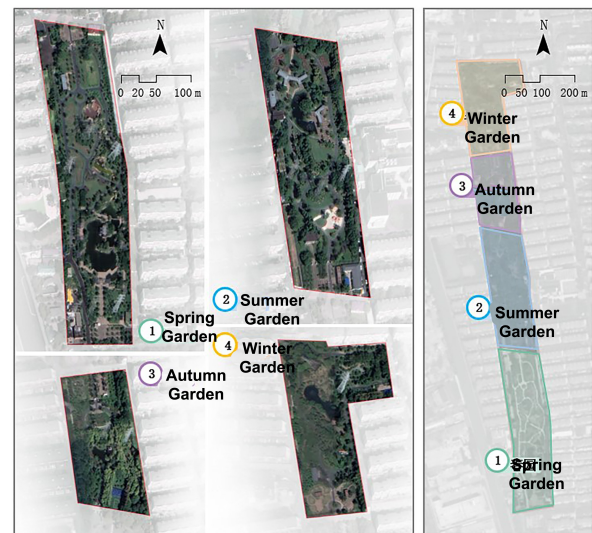 N
0 20 50 100 m
1 Spring
Garden
2 Summer
Garden
3 Autumn
Garden
4 Winter
Garden
N
0 50 100 200 m
4 Winter
Garden
3 Autumn
Garden
2 Summer
Garden
1 Spring
Garden